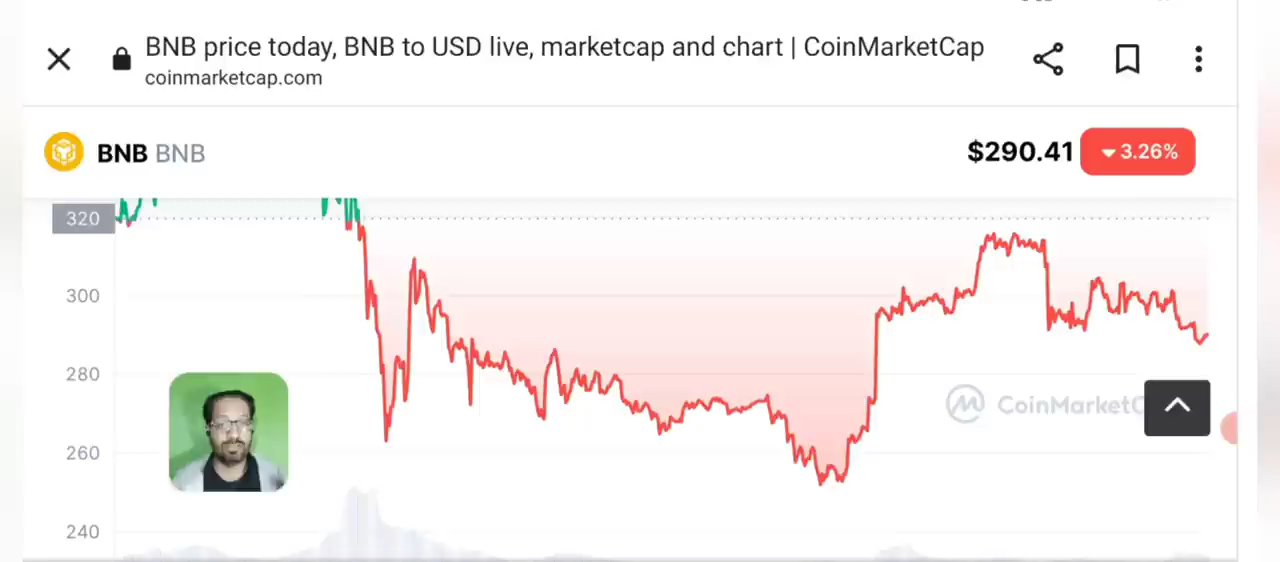 BNB price today, BNB to USD live, marketcap and chart | CoinMarketCap
coinmarketcap.com
BNB BNB
$290.41
3.26%
320
300
280
260
240
CoinMarketC